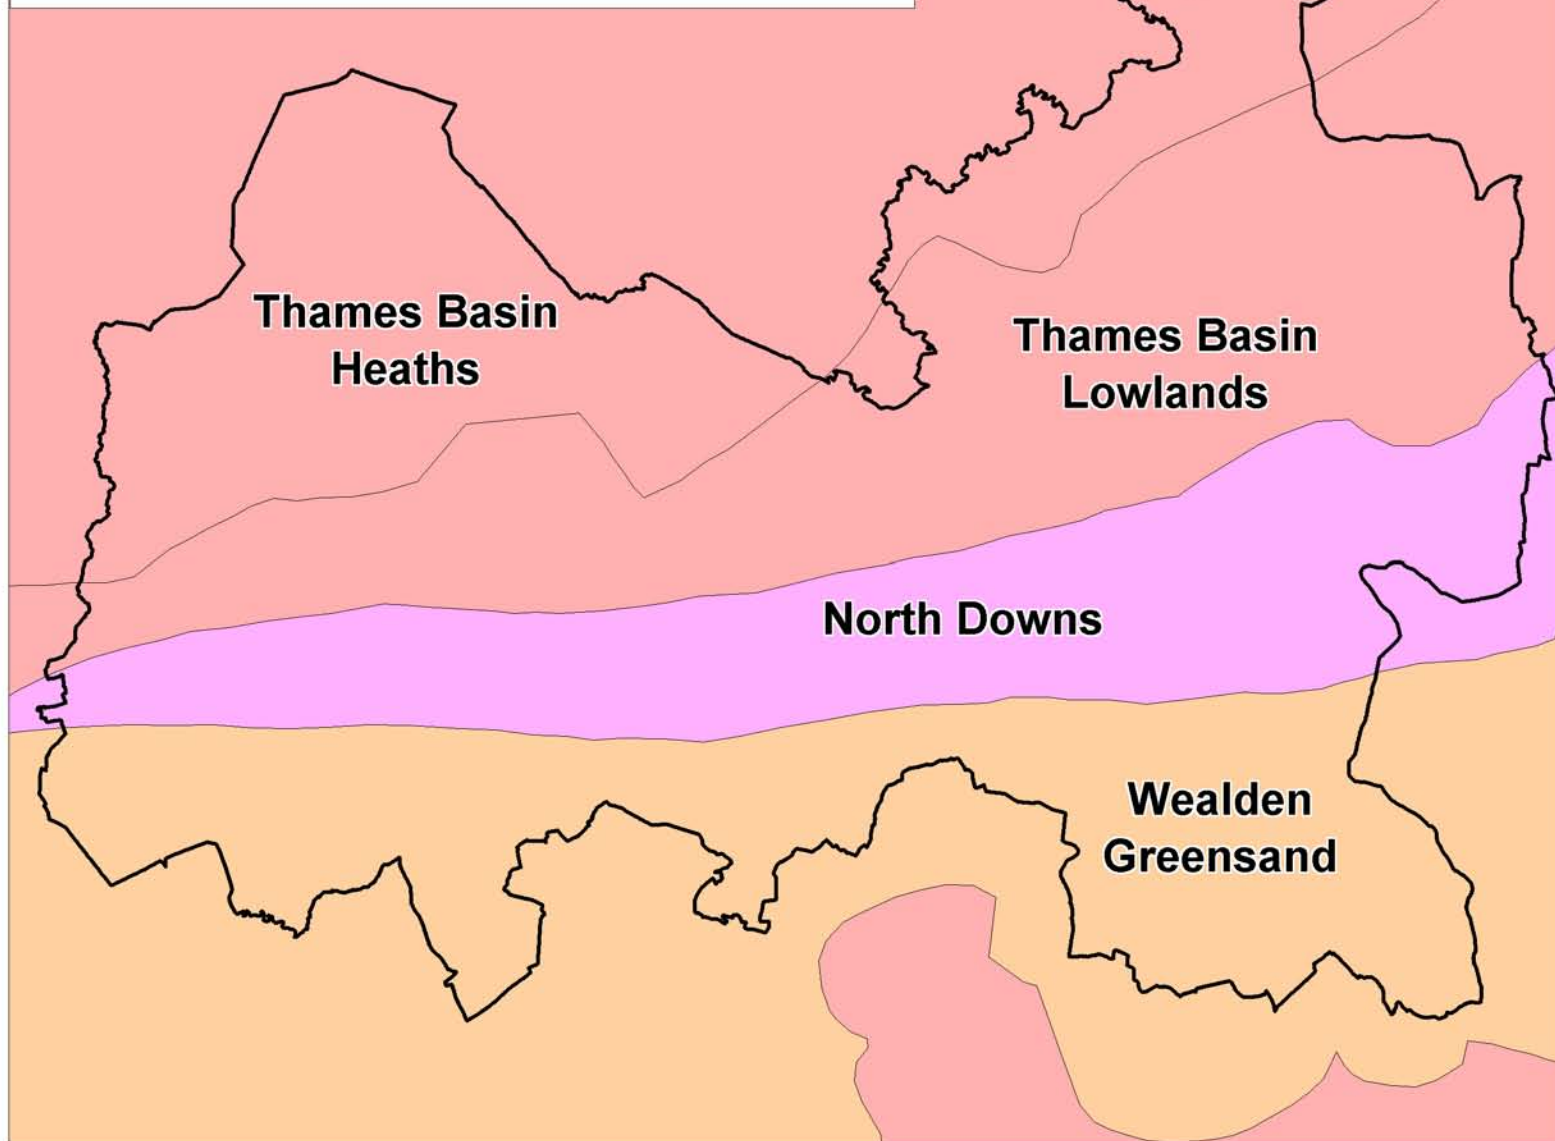 Thames Basin
Heaths
Thames Basin
Lowlands
North Downs
Wealden
Greensand